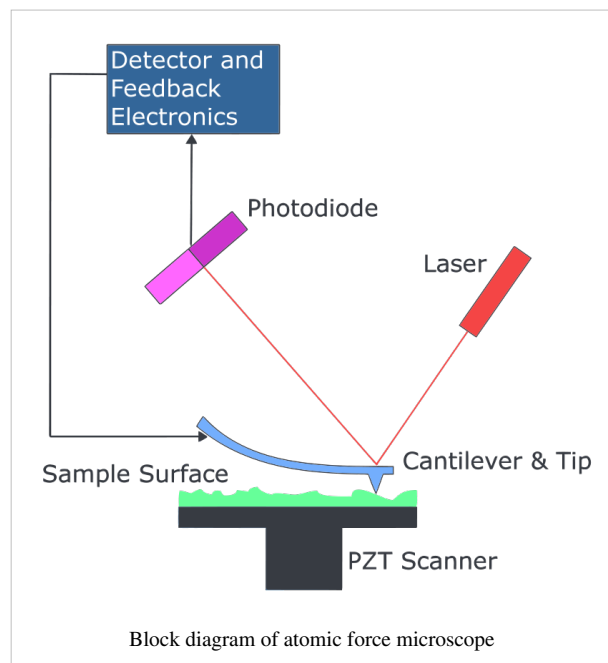 Detector and
Feedback
Electronics
Photodiode
Laser
Cantilever & Tip
Sample Surface
PZT Scanner
Block diagram of atomic force microscope